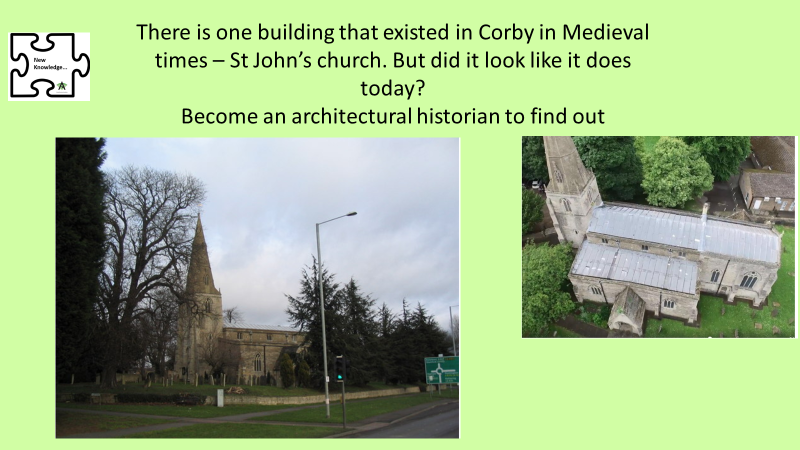 There is one building that existed in Corby in Medieval
times – St John’s church. But did it look like it does
today?
Become an architectural historian to find out
New
Knowledge...